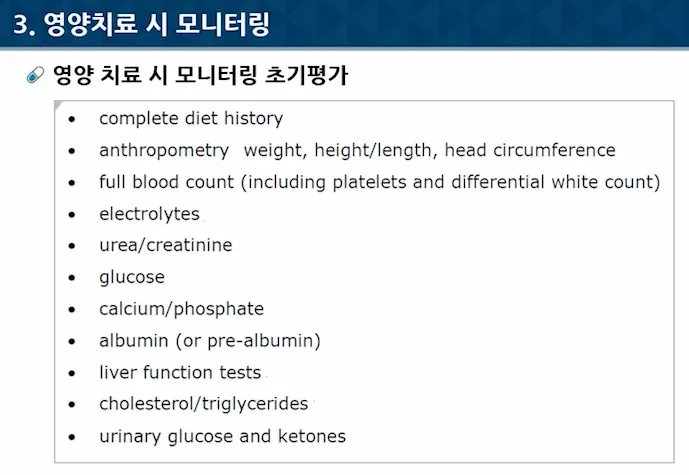 3. 영양치료 시 모니터링
영양 치료 시 모니터링 초기평가
• complete diet history
• anthropometry weight, height/length, head circumference
• full blood count (including platelets and differential white count)
• electrolytes
• urea/creatinine
• glucose
• calcium/phosphate
• albumin (or pre-albumin)
• liver function tests
• cholesterol/triglycerides
• urinary glucose and ketones